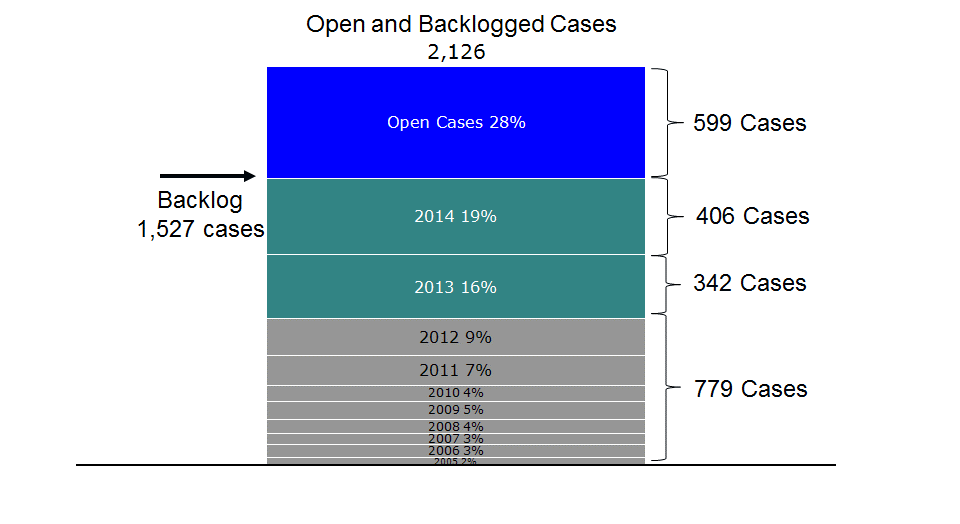 Open and Backlogged Cases
2,126
Open Cases 28%
599 Cases
Backlog
1,527 cases
2014 19%
406 Cases
2013 16%
342 Cases
2012 9%
2011 7%
2010 4%
779 Cases
2009 5%
2008 4%
2007 3%
2006 3%
2005 2%